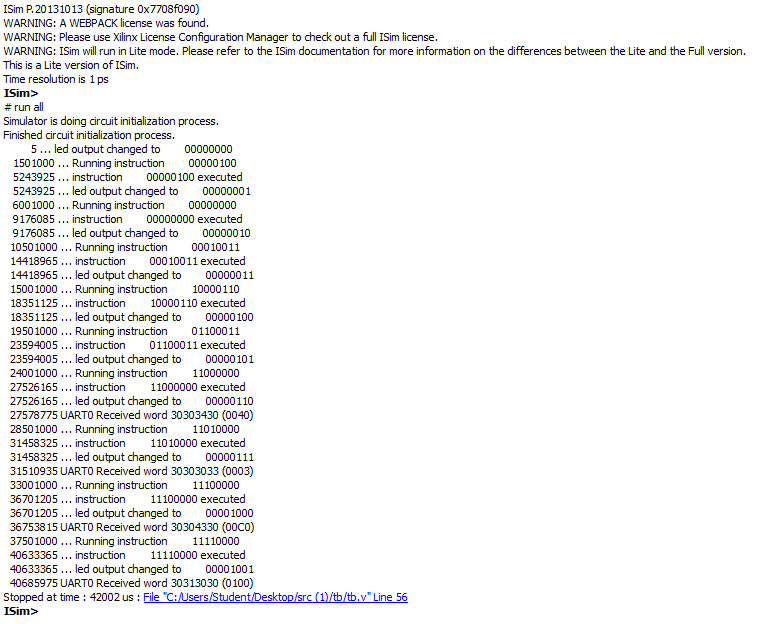 ISim P.20131013 (signature 0x7708f090)
WARNING: A WEBPACK license was found.
WARNING: Please use Xilinx License Configuration Manager to check out a full ISim license.
WARNING: ISim will run in Lite mode. Please refer to the ISim documentation for more information on the differences between the Lite and the Full version.
This is a Lite version of ISim.
Time resolution is 1 ps
ISim>
# run all
Simulator is doing circuit initialization process.
Finished circuit initialization process.
5 ... led output changed to 00000000
1501000 ... Running instruction 00000100
5243925 ... instruction 00000100 executed
5243925 ... led output changed to 00000001
6001000 ... Running instruction 00000000
9176085 ... instruction 00000000 executed
9176085 ... led output changed to 00000010
10501000 ... Running instruction 00010011
14418965 ... instruction 00010011 executed
14418965 ... led output changed to 00000011
15001000 ... Running instruction 10000110
18351125 ... instruction 10000110 executed
18351125 ... led output changed to 00000100
19501000 ... Running instruction 01100011
23594005 ... instruction 01100011 executed
23594005 ... led output changed to 00000101
24001000 ... Running instruction 11000000
27526165 ... instruction 11000000 executed
27526165 ... led output changed to 00000110
27578775 UART0 Received word 30303430 (0040)
28501000 ... Running instruction 11010000
31458325 ... instruction 11010000 executed
31458325 ... led output changed to 00000111
31510935 UART0 Received word 30303033 (0003)
33001000 ... Running instruction 11100000
36701205 ... instruction 11100000 executed
36701205 ... led output changed to 00001000
36753815 UART0 Received word 30304330 (00C0)
37501000 ... Running instruction 11110000
40633365 ... instruction 11110000 executed
40633365 ... led output changed to 00001001
40685975 UART0 Received word 30313030 (0100)
Stopped at time : 42002 us : File "C:/Users/Student/Desktop/src (1)/tb/tb.v" Line 56
ISim>